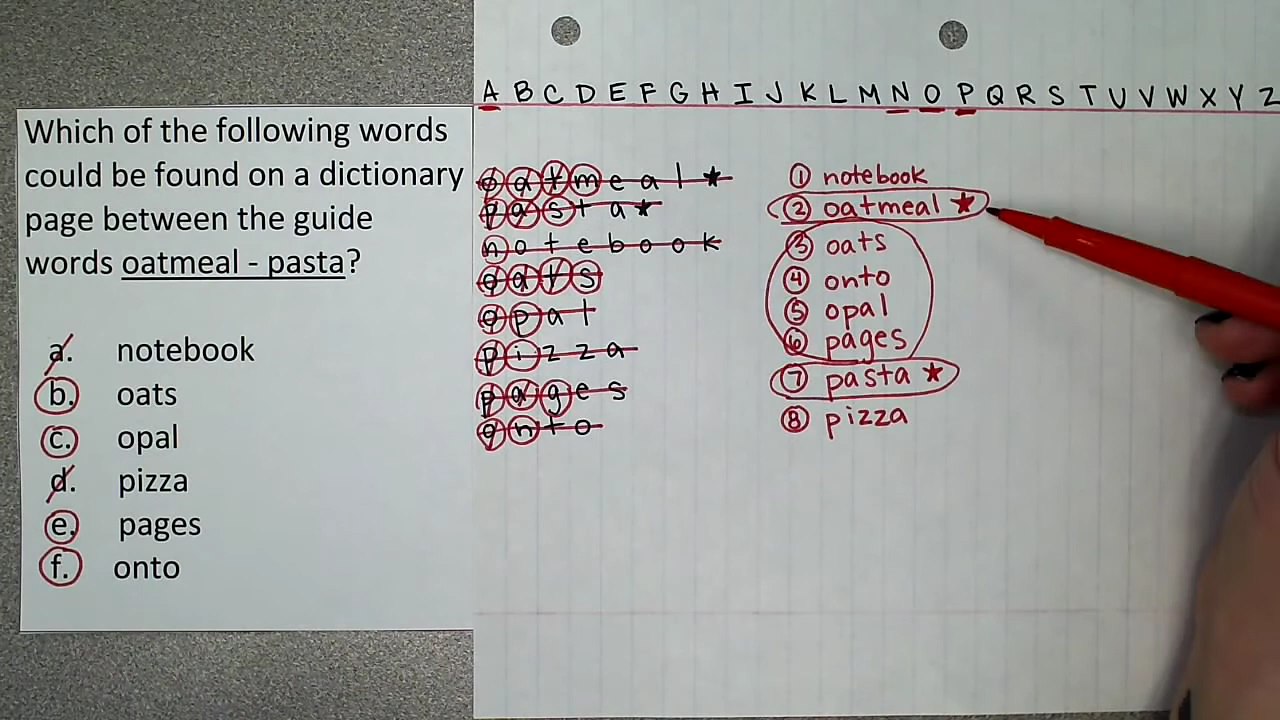 A B C D E F G H I J K L M N O P Q R S T U V W X Y Z
Which of the following words
could be found on a dictionary
page between the guide
words oatmeal - pasta?
a. notebook
b. oats
c. opal
d. pizza
e. pages
f. onto
oatmeal ★
pasta ★
notebook
oats
opal
pizza
pages
onto
① notebook
② oatmeal ★
③ oats
④ onto
⑤ opal
⑥ pages
⑦ pasta ★
⑧ pizza